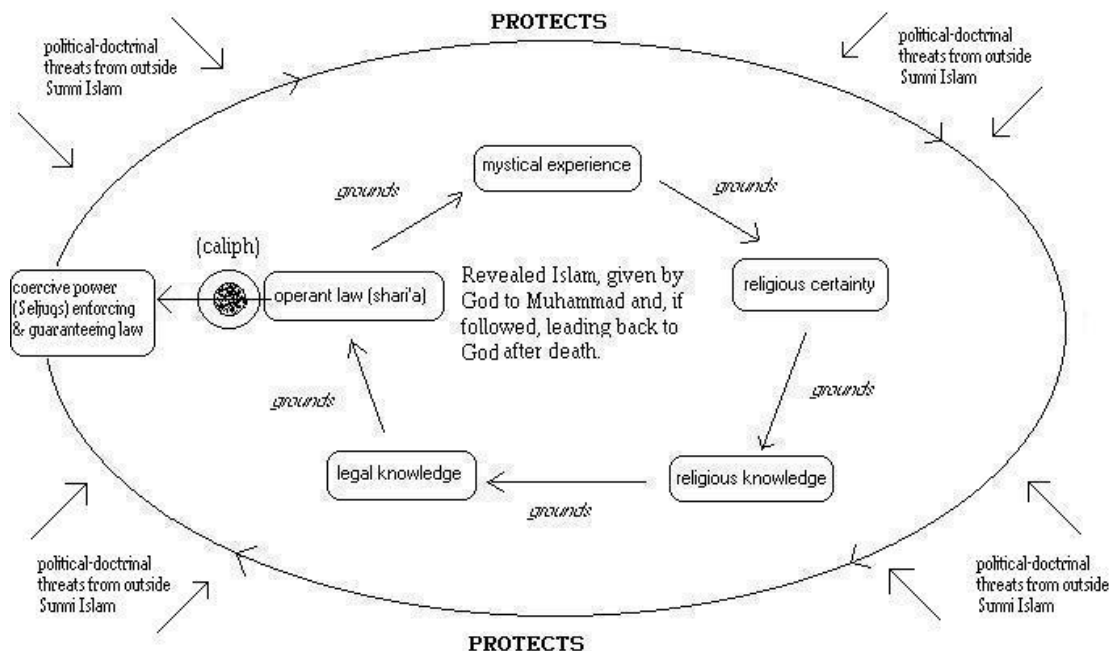 PROTECTS
political-doctrinal
threats from outside
Sunni Islam
political-doctrinal
threats from outside
Sunni Islam
mystical experience
grounds
grounds
(caliph)
coercive power
(Seljuqs) enforcing
& guaranteeing law
operant law (shari'a)
Revealed Islam, given by
God to Muhammad and, if
followed, leading back to
God after death.
religious certainty
grounds
grounds
legal knowledge
religious knowledge
grounds
political-doctrinal
threats from outside
Sunni Islam
political-doctrinal
threats from outside
Sunni Islam
PROTECTS